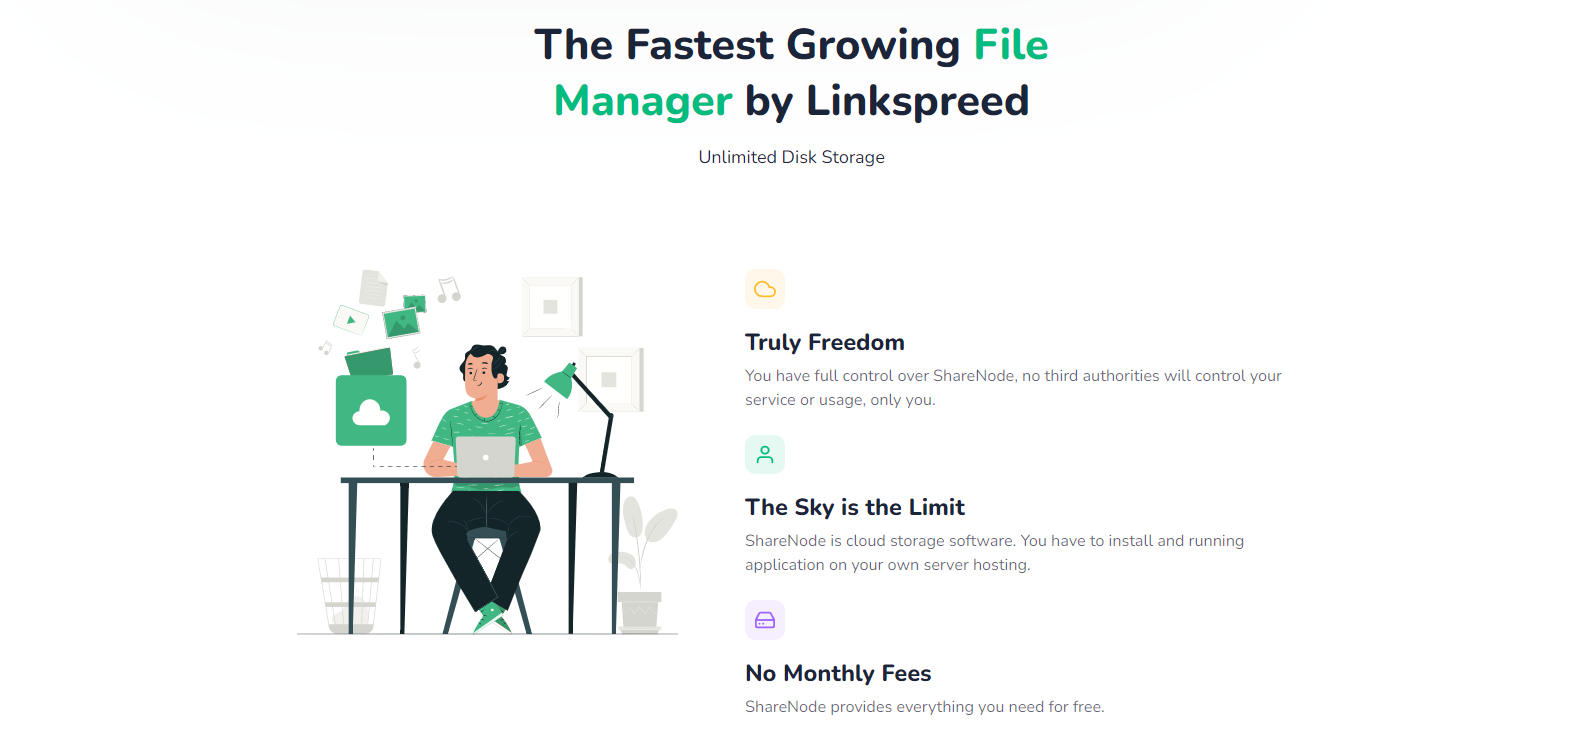 The Fastest Growing File
Manager by Linkspreed
Unlimited Disk Storage
Truly Freedom
You have full control over ShareNode, no third authorities will control your
service or usage, only you.
The Sky is the Limit
ShareNode is cloud storage software. You have to install and running
application on your own server hosting.
No Monthly Fees
ShareNode provides everything you need for free.